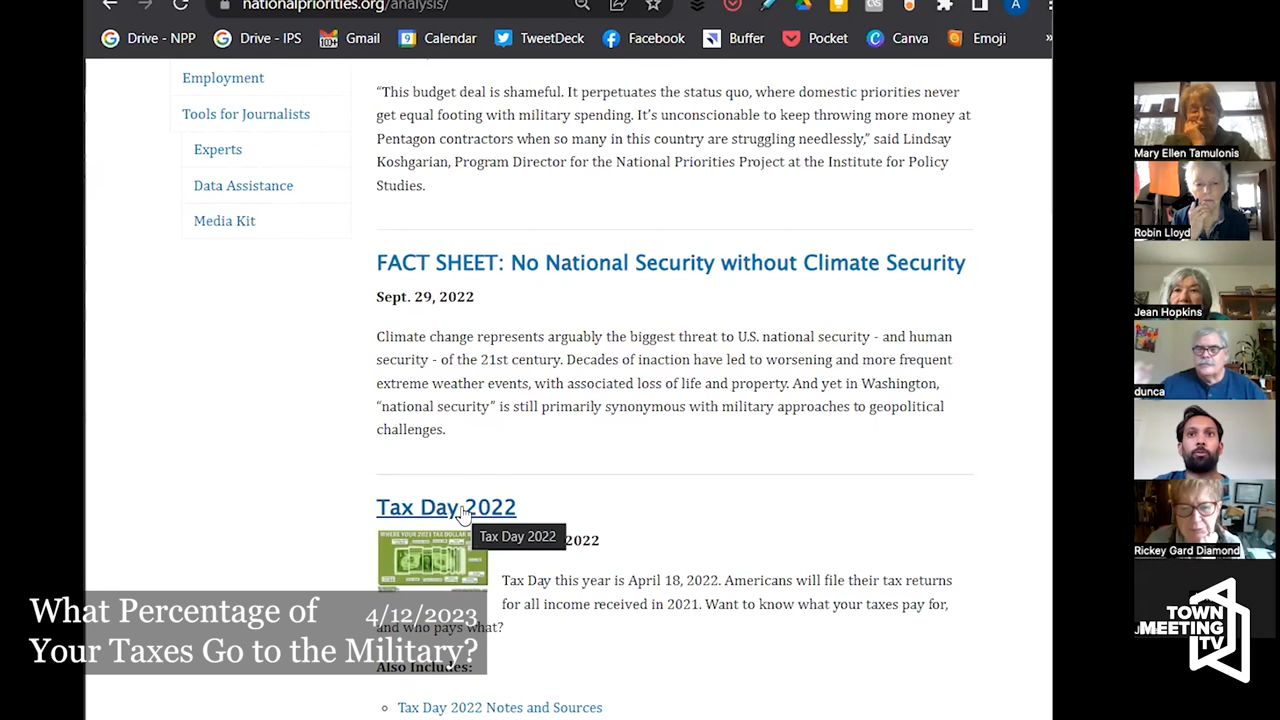 nationalpriorities.org/analysis/
Drive - NPP
Drive - IPS
Gmail
Calendar
TweetDeck
Facebook
Buffer
Pocket
Canva
Emoji
»
Employment
Tools for Journalists
Experts
Data Assistance
Media Kit
“This budget deal is shameful. It perpetuates the status quo, where domestic priorities never
get equal footing with military spending. It’s unconscionable to keep throwing more money at
Pentagon contractors when so many in this country are struggling needlessly,” said Lindsay
Koshgarian, Program Director for the National Priorities Project at the Institute for Policy
Studies.
FACT SHEET: No National Security without Climate Security
Sept. 29, 2022
Climate change represents arguably the biggest threat to U.S. national security - and human
security - of the 21st century. Decades of inaction have led to worsening and more frequent
extreme weather events, with associated loss of life and property. And yet in Washington,
“national security” is still primarily synonymous with military approaches to geopolitical
challenges.
Tax Day 2022
Tax Day 2022
2022
Tax Day this year is April 18, 2022. Americans will file their tax returns
for all income received in 2021. Want to know what your taxes pay for,
and who pays what?
Also Includes:
Tax Day 2022 Notes and Sources
What Percentage of 4/12/2023
Your Taxes Go to the Military?
Mary Ellen Tamulonis
Robin Lloyd
Jean Hopkins
dunca
Rickey Gard Diamond
TOWN
MEETING
TV